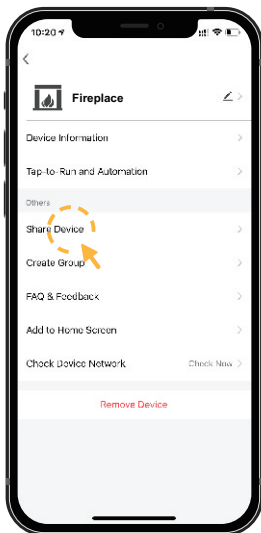 10:20
Fireplace
Device Information
Tap-to-Run and Automation
Others
Share Device
Create Group
FAQ & Feedback
Add to Home Screen
Check Device Network Check Now
Remove Device